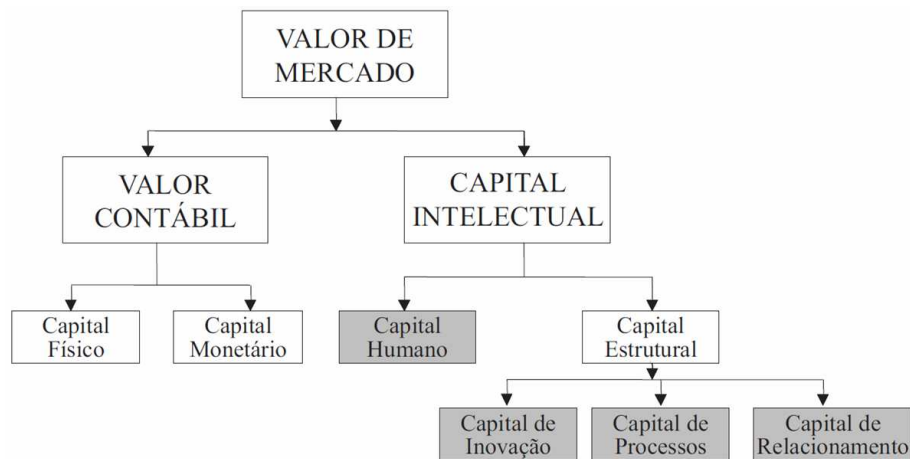 VALOR DE
MERCADO
VALOR
CONTÁBIL
CAPITAL
INTELECTUAL
Capital
Físico
Capital
Monetário
Capital
Humano
Capital
Estrutural
Capital de
Inovação
Capital de
Processos
Capital de
Relacionamento